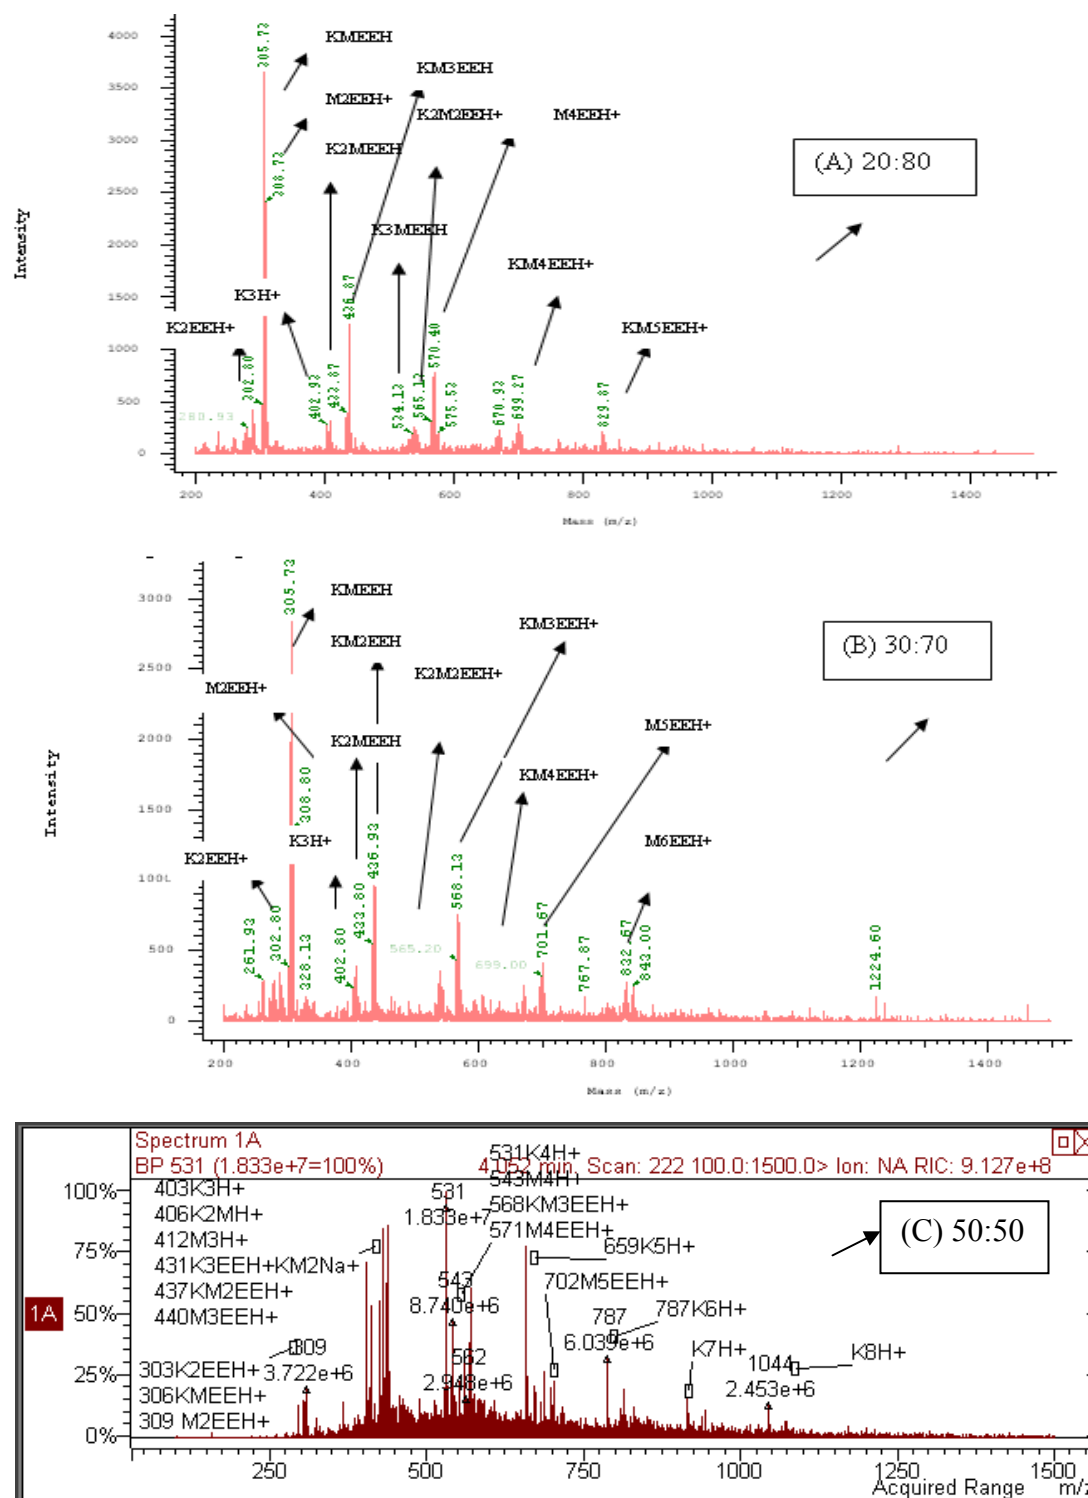 4000
3500
3000
2500
2000
1500
1000
500
0
Intensity
305.73
308.73
KMEEH
M2EEH+
K2MEEH
KM3EEH
K2M2EEH+
M4EEH+
K3MEEH
KM4EEH+
KM5EEH+
K3H+
K2EEH+
(A) 20:80
280.93
302.80
402.93
433.87
436.87
534.13
565.13
570.40
575.53
670.93
699.27
829.87
200 400 600 800 1000 1200 1400
Mass (m/z)
3000
2500
2000
1500
500
0
Intensity
305.73
KMEEH
KM2EEH
M2EEH+
K2MEEH
K2M2EEH+
KM3EEH+
M5EEH+
KM4EEH+
M6EEH+
K3H+
K2EEH+
(B) 30:70
308.80
261.93
302.80
328.13
402.80
433.80
436.93
565.20
568.13
699.00
701.67
767.87
832.67
843.00
1224.60
200 400 600 800 1000 1200 1400
Mass (m/z)
Spectrum 1A
BP 531 (1.833e+7=100%) 4.052 min, Scan: 222 100.0:1500.0> Ion: NA RIC: 9.127e+8
531K4H+
543M4H+
568KM3EEH+
571M4EEH+
100%
75%
50%
25%
0%
1A
403K3H+
406K2MH+
412M3H+
431K3EEH+KM2Na+
437KM2EEH+
440M3EEH+
303K2EEH+
306KMEEH+
309 M2EEH+
309
3.722e+6
531
1.833e+7
543
8.740e+6
562
2.948e+6
659K5H+
702M5EEH+
787
6.039e+6
787K6H+
K7H+
1044
2.453e+6
K8H+
(C) 50:50
250 500 750 1000 1250 1500
Acquired Range m/z